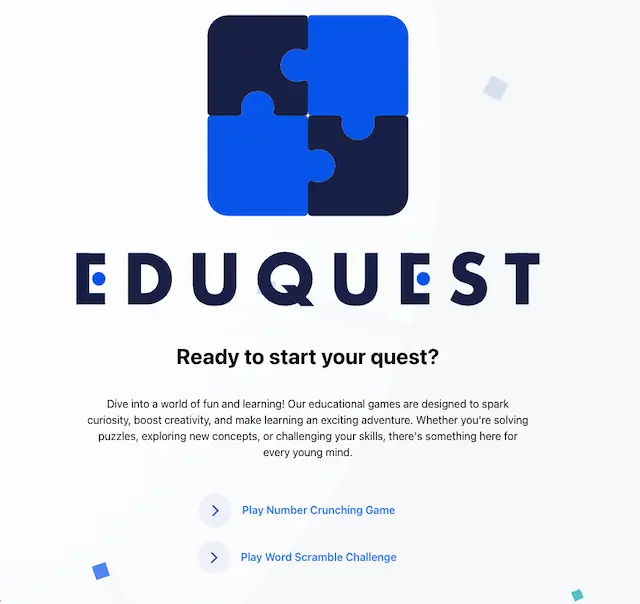 EDUQUEST
Ready to start your quest?
Dive into a world of fun and learning! Our educational games are designed to spark
curiosity, boost creativity, and make learning an exciting adventure. Whether you're solving
puzzles, exploring new concepts, or challenging your skills, there's something here for
every young mind.
Play Number Crunching Game
Play Word Scramble Challenge